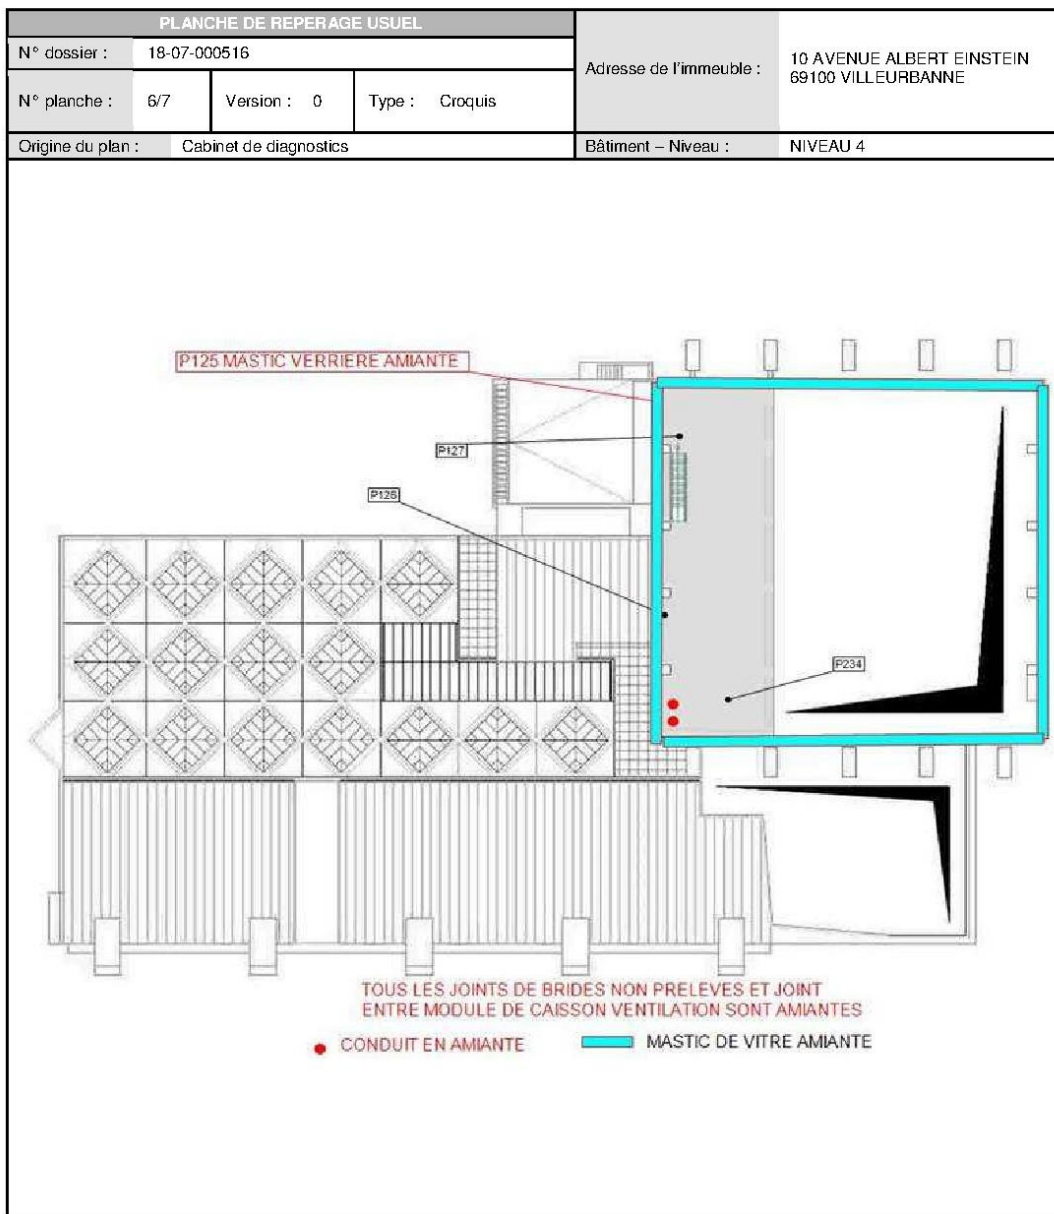 PLANCHE DE REPERAGE USUEL
N° dossier : 18-07-000516
Adresse de l'immeuble : 10 AVENUE ALBERT EINSTEIN
69100 VILLEURBANNE
N° planche : 6/7 Version : 0 Type : Croquis
Origine du plan : Cabinet de diagnostics
Bâtiment – Niveau : NIVEAU 4
P125 MASTIC VERRIERE AMIANTE
P127
P126
P234
TOUS LES JOINTS DE BRIDES NON PRELEVES ET JOINT
ENTRE MODULE DE CAISSON VENTILATION SONT AMIANTES
CONDUIT EN AMIANTE
MASTIC DE VITRE AMIANTE